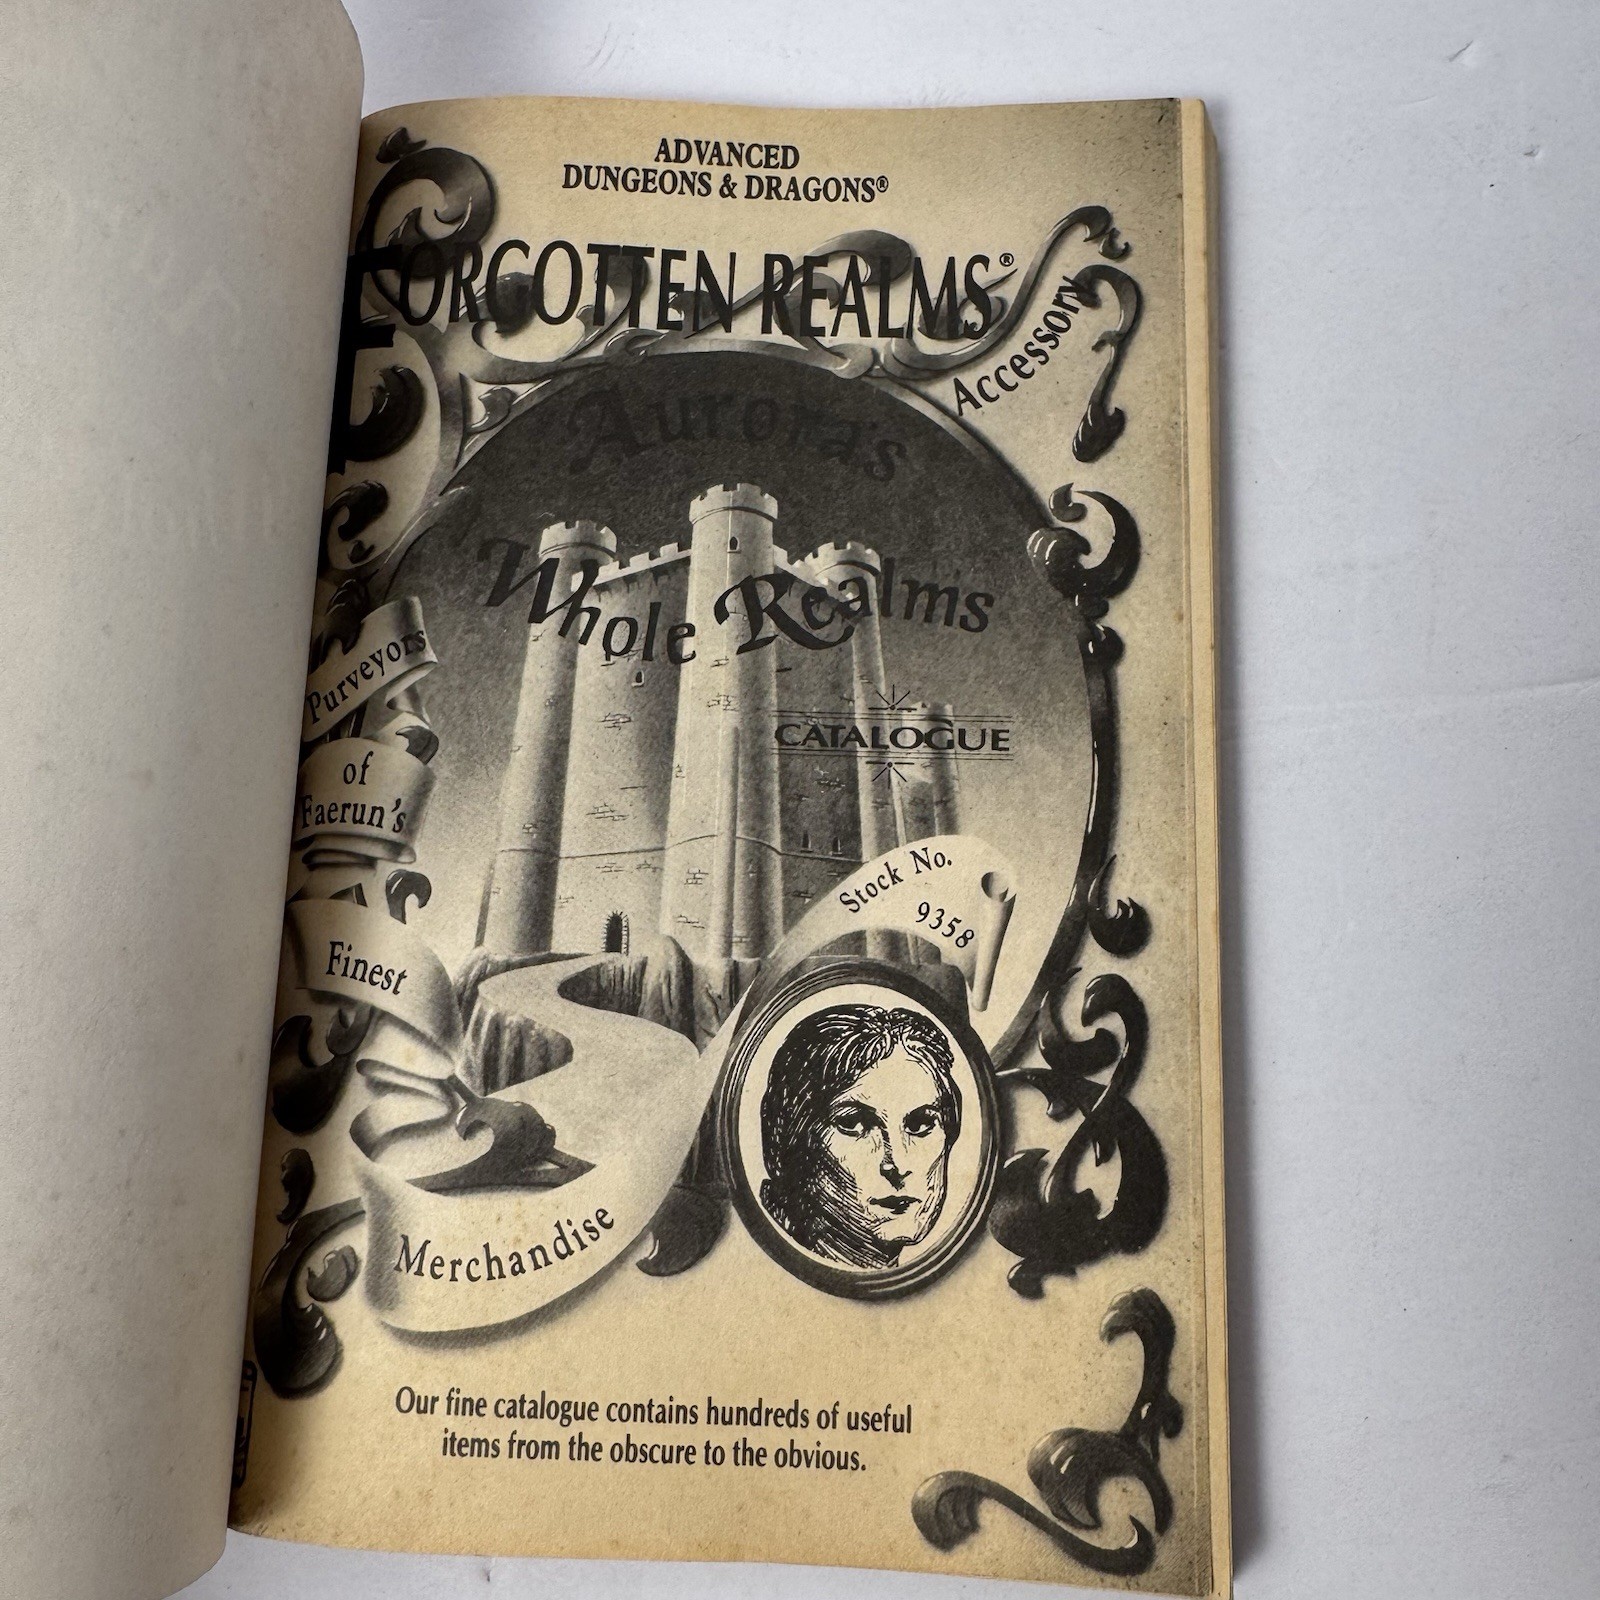 ADVANCED
DUNGEONS & DRAGONS®
FORGOTTEN REALMS®
Accessory
Aurora's
Whole Realms
CATALOGUE
Purveyors
of
Faerun's
Finest
Merchandise
Stock No.
9358
Our fine catalogue contains hundreds of useful
items from the obscure to the obvious.